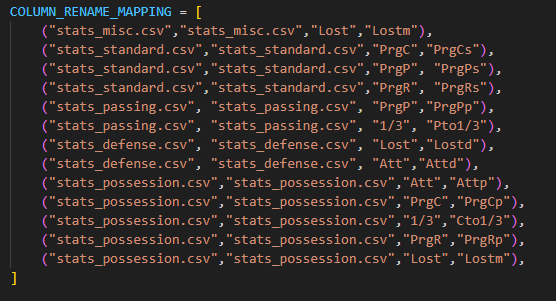 COLUMN_RENAME_MAPPING = [
("stats_misc.csv","stats_misc.csv","Lost","Lostm"),
("stats_standard.csv","stats_standard.csv","PrgC","PrgCs"),
("stats_standard.csv","stats_standard.csv","PrgP", "PrgPs"),
("stats_standard.csv","stats_standard.csv","PrgR", "PrgRs"),
("stats_passing.csv", "stats_passing.csv", "PrgP","PrgPp"),
("stats_passing.csv", "stats_passing.csv", "1/3", "Pto1/3"),
("stats_defense.csv", "stats_defense.csv", "Lost","Lostd"),
("stats_defense.csv", "stats_defense.csv", "Att","Attd"),
("stats_possession.csv","stats_possession.csv","Att","Attp"),
("stats_possession.csv","stats_possession.csv","PrgC","PrgCp"),
("stats_possession.csv","stats_possession.csv","1/3","Cto1/3"),
("stats_possession.csv","stats_possession.csv","PrgR","PrgRp"),
("stats_possession.csv","stats_possession.csv","Lost","Lostm"),
]